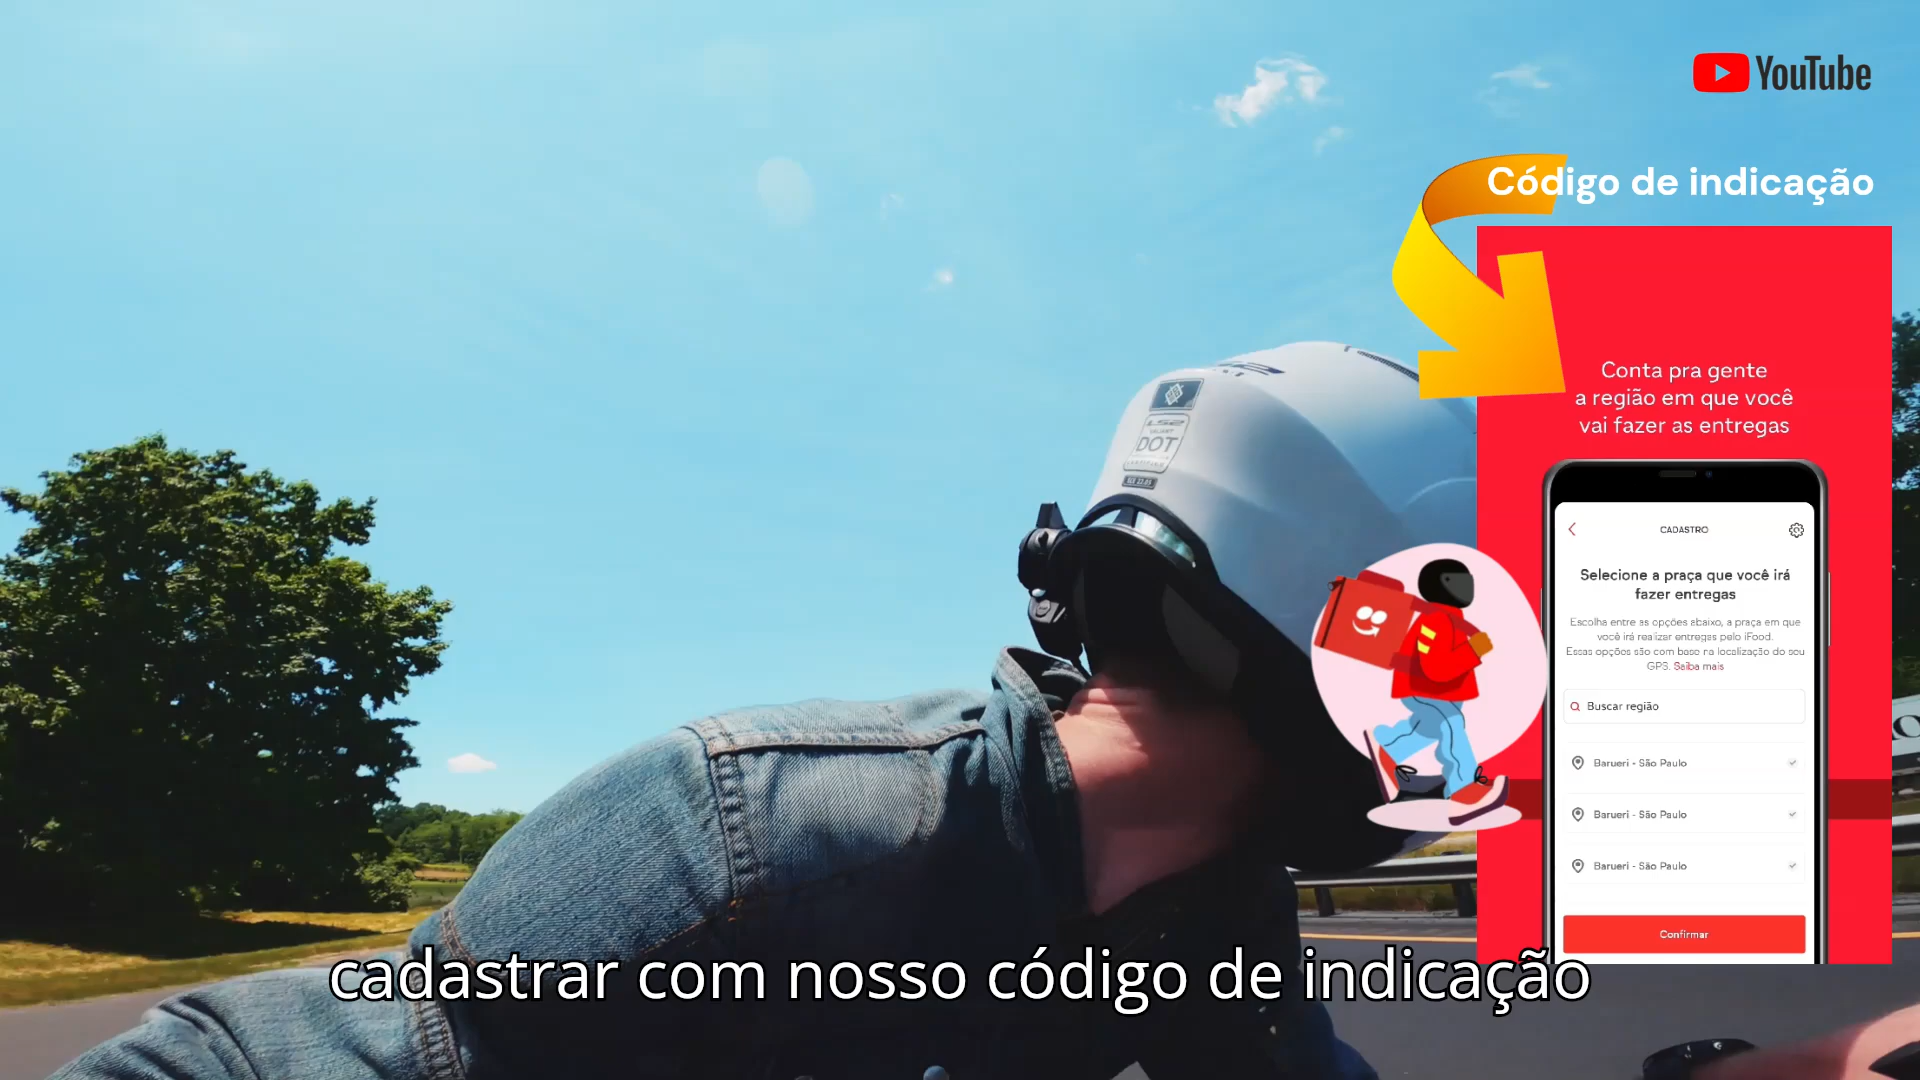 YouTube
Código de indicação
Conta pra gente
a região em que você
vai fazer as entregas
LS2
DOT
CADASTRO
Selecione a praça que você irá
fazer entregas
Escolha entre as opções abaixo, a praça em que
você irá realizar entregas pelo iFood.
Essas opções são com base na localização do seu
GPS. Saiba mais
Buscar região
Barueri - São Paulo
Barueri - São Paulo
Barueri - São Paulo
Confirmar
cadastrar com nosso código de indicação